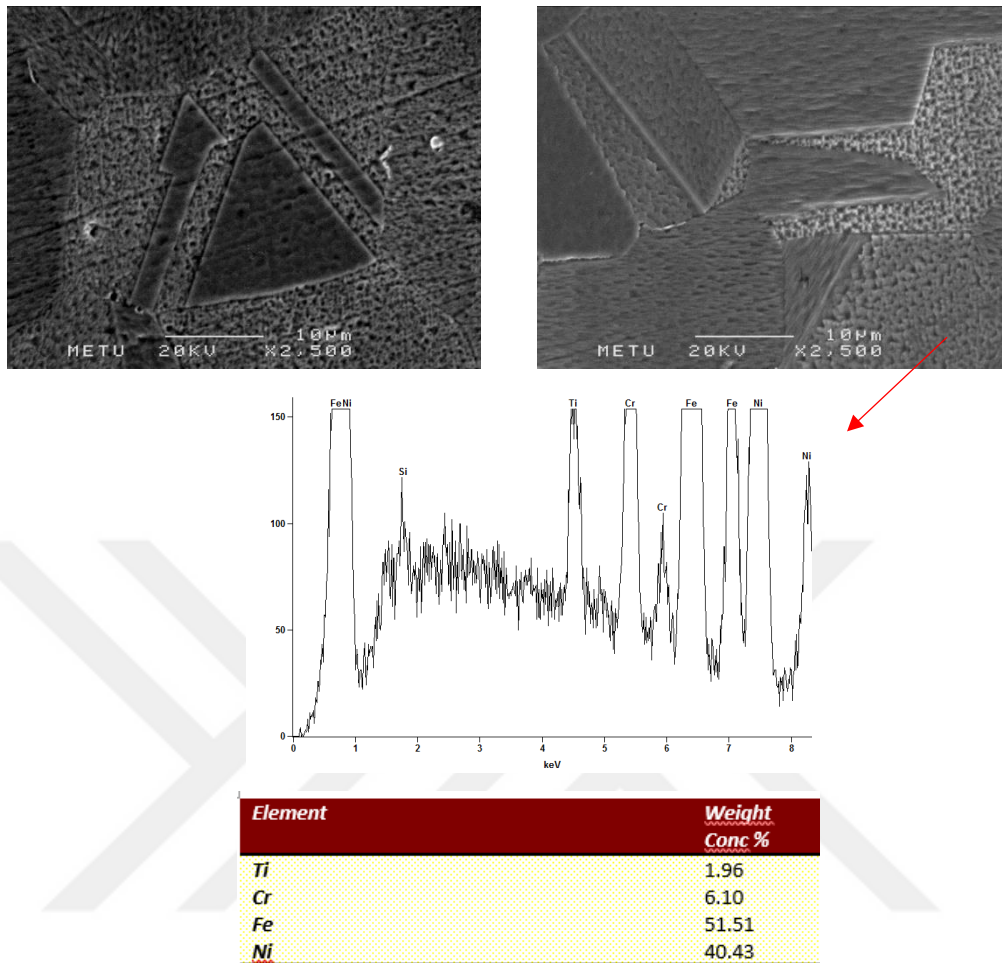 METU 20KV X2,500 10µm
METU 20KV X2,500 10µm
FeNi Ti Cr Fe Fe Ni
150
Si
Ni
100
Cr
50
0
0 1 2 3 4 5 6 7 8
keV
Element Weight
Conc %
Ti 1.96
Cr 6.10
Fe 51.51
Ni 40.43